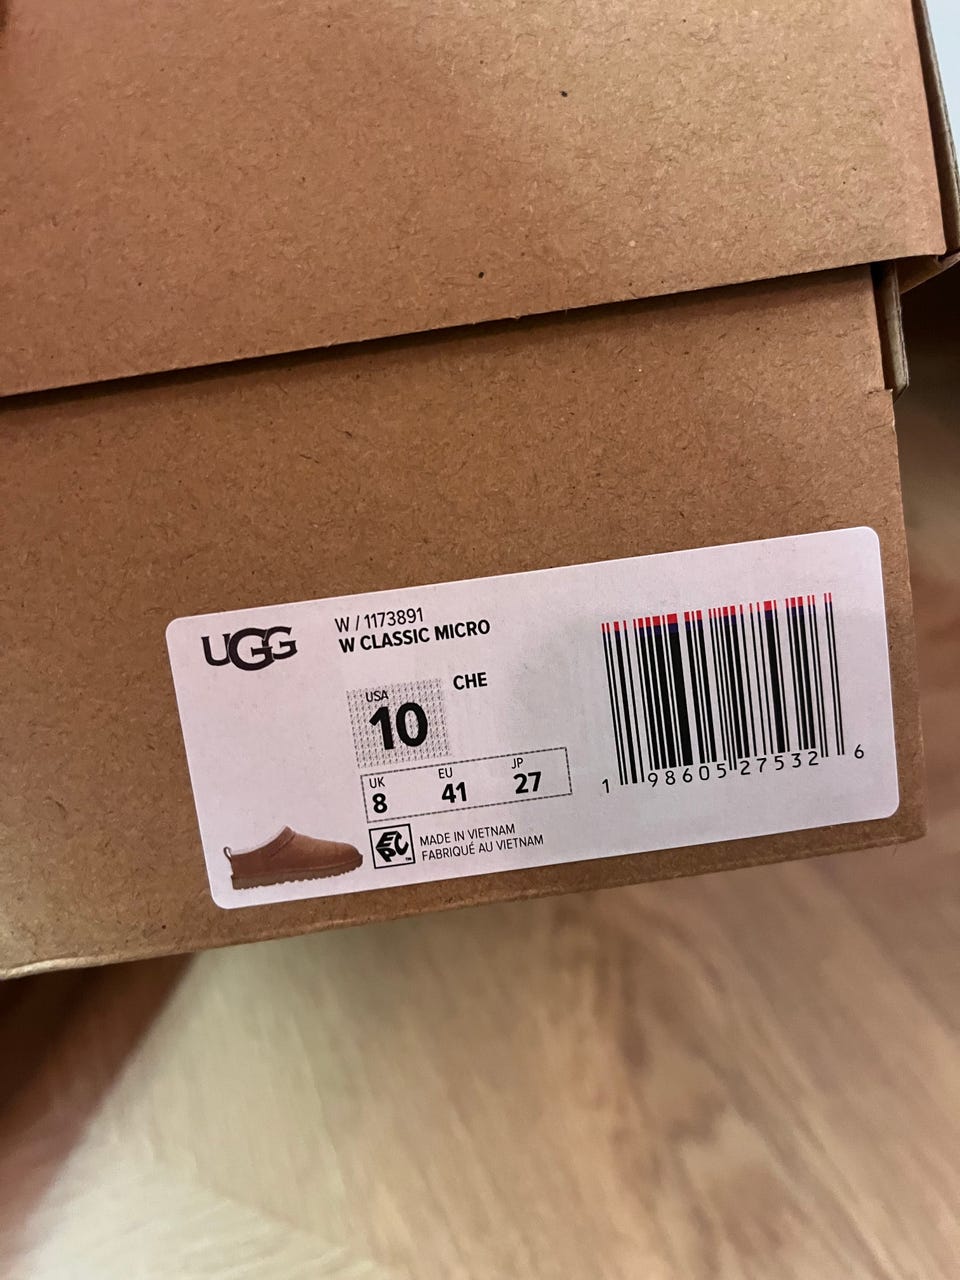 UGG
W / 1173891
W CLASSIC MICRO
CHE
USA
10
UK EU JP
8 41 27
EPC™
MADE IN VIETNAM
FABRIQUÉ AU VIETNAM
1 98605 27532 6